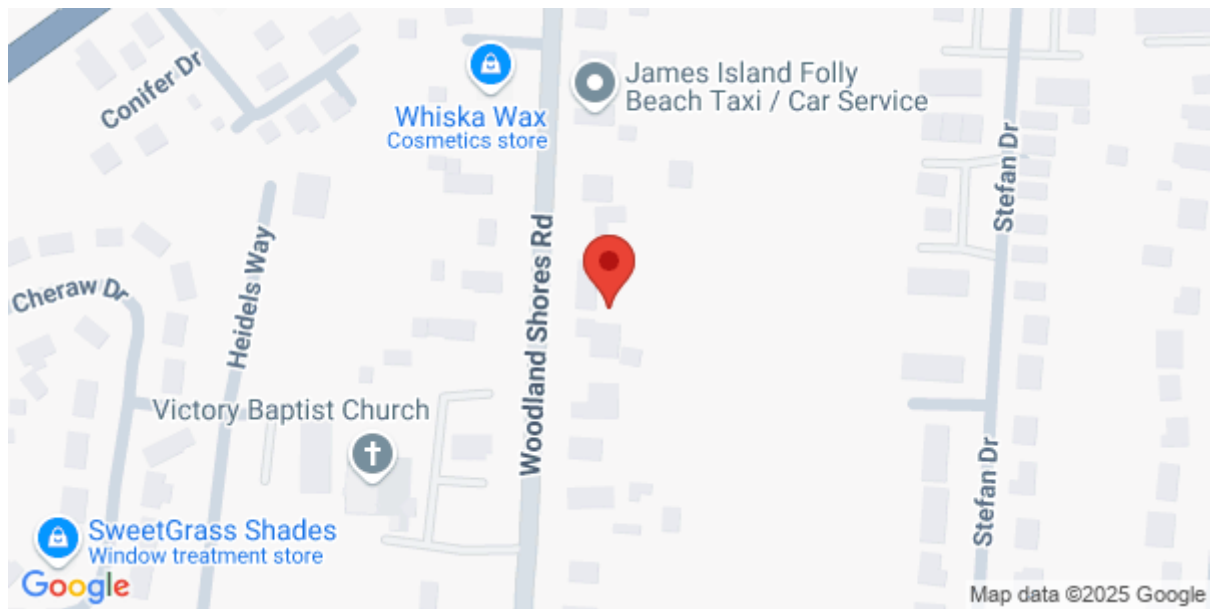 Conifer Dr
Whiska Wax
Cosmetics store
James Island Folly
Beach Taxi / Car Service
Stefan Dr
Woodland Shores Rd
Heidels Way
Cheraw Dr
Victory Baptist Church
Stefan Dr
SweetGrass Shades
Window treatment store
Google
Map data ©2025 Google